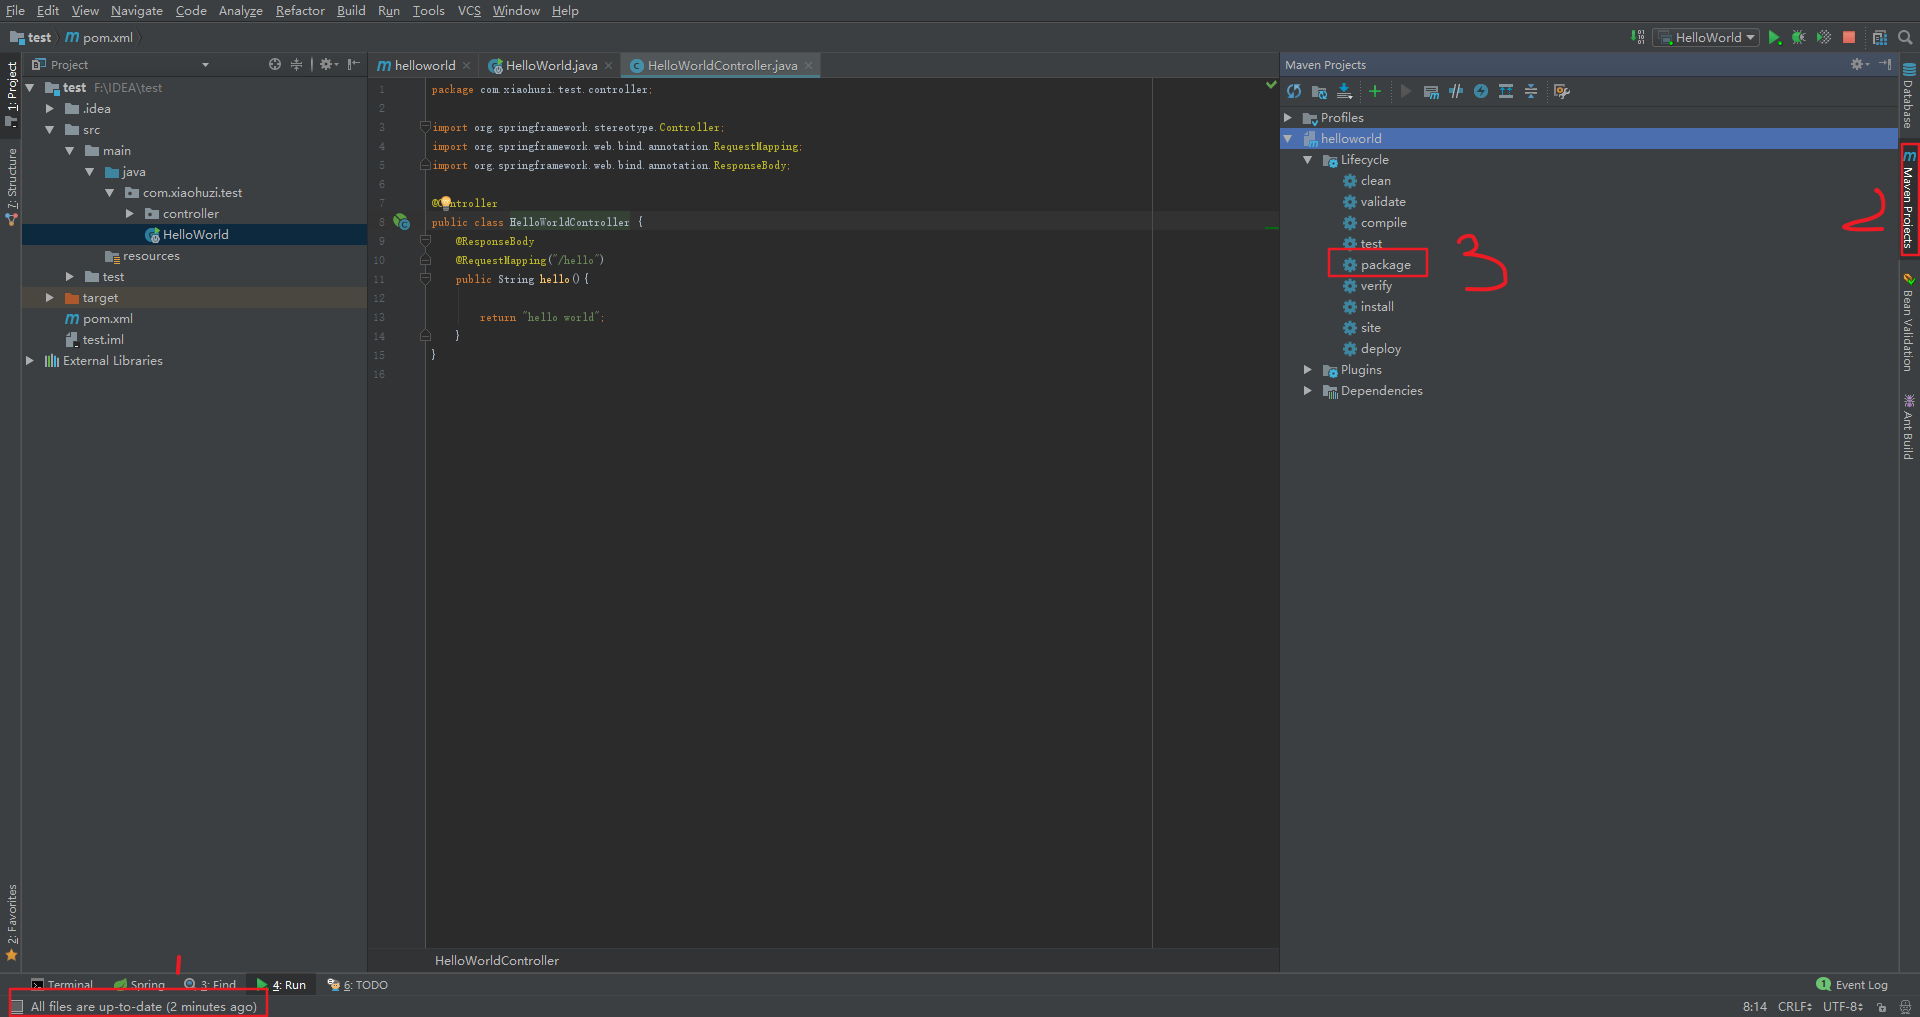 File Edit View Navigate Code Analyze Refactor Build Run Tools VCS Window Help
test pom.xml
HelloWorld
1: Project
7: Structure
2: Favorites
Project
test F:\IDEA\test
.idea
src
main
java
com.xiaohuzi.test
controller
HelloWorld
resources
test
target
pom.xml
test.iml
External Libraries
helloworld HelloWorld.java HelloWorldController.java
1 package com.xiaohuzi.test.controller;
2
3 import org.springframework.stereotype.Controller;
4 import org.springframework.web.bind.annotation.RequestMapping;
5 import org.springframework.web.bind.annotation.ResponseBody;
6
7 @Controller
8 public class HelloWorldController {
9 @ResponseBody
10 @RequestMapping("/hello")
11 public String hello(){
12
13 return "hello world";
14 }
15 }
16
HelloWorldController
Maven Projects
Profiles
helloworld
Lifecycle
clean
validate
compile
test
package
verify
install
site
deploy
Plugins
Dependencies
3
2
Database
Maven Projects
Bean Validation
Ant Build
1
Terminal Spring 3: Find 4: Run 6: TODO
1 Event Log
All files are up-to-date (2 minutes ago)
8:14 CRLF UTF-8